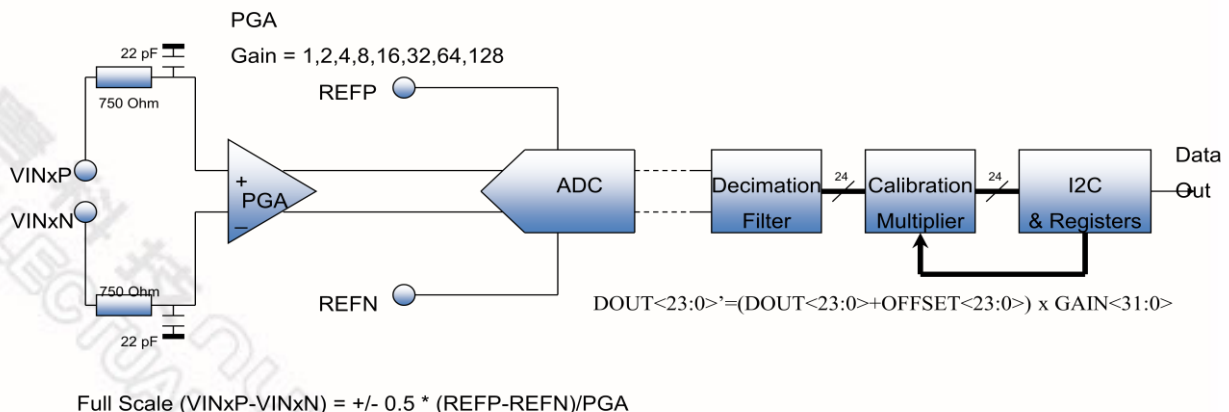 PGA
Gain = 1,2,4,8,16,32,64,128
22 pF
750 Ohm
REFP
VINxP
VINxN
+
PGA
–
ADC
Decimation
Filter
24
Calibration
Multiplier
24
I2C
& Registers
Data
Out
750 Ohm
22 pF
REFN
DOUT<23:0>’=(DOUT<23:0>+OFFSET<23:0>) x GAIN<31:0>
Full Scale (VINxP-VINxN) = +/- 0.5 * (REFP-REFN)/PGA